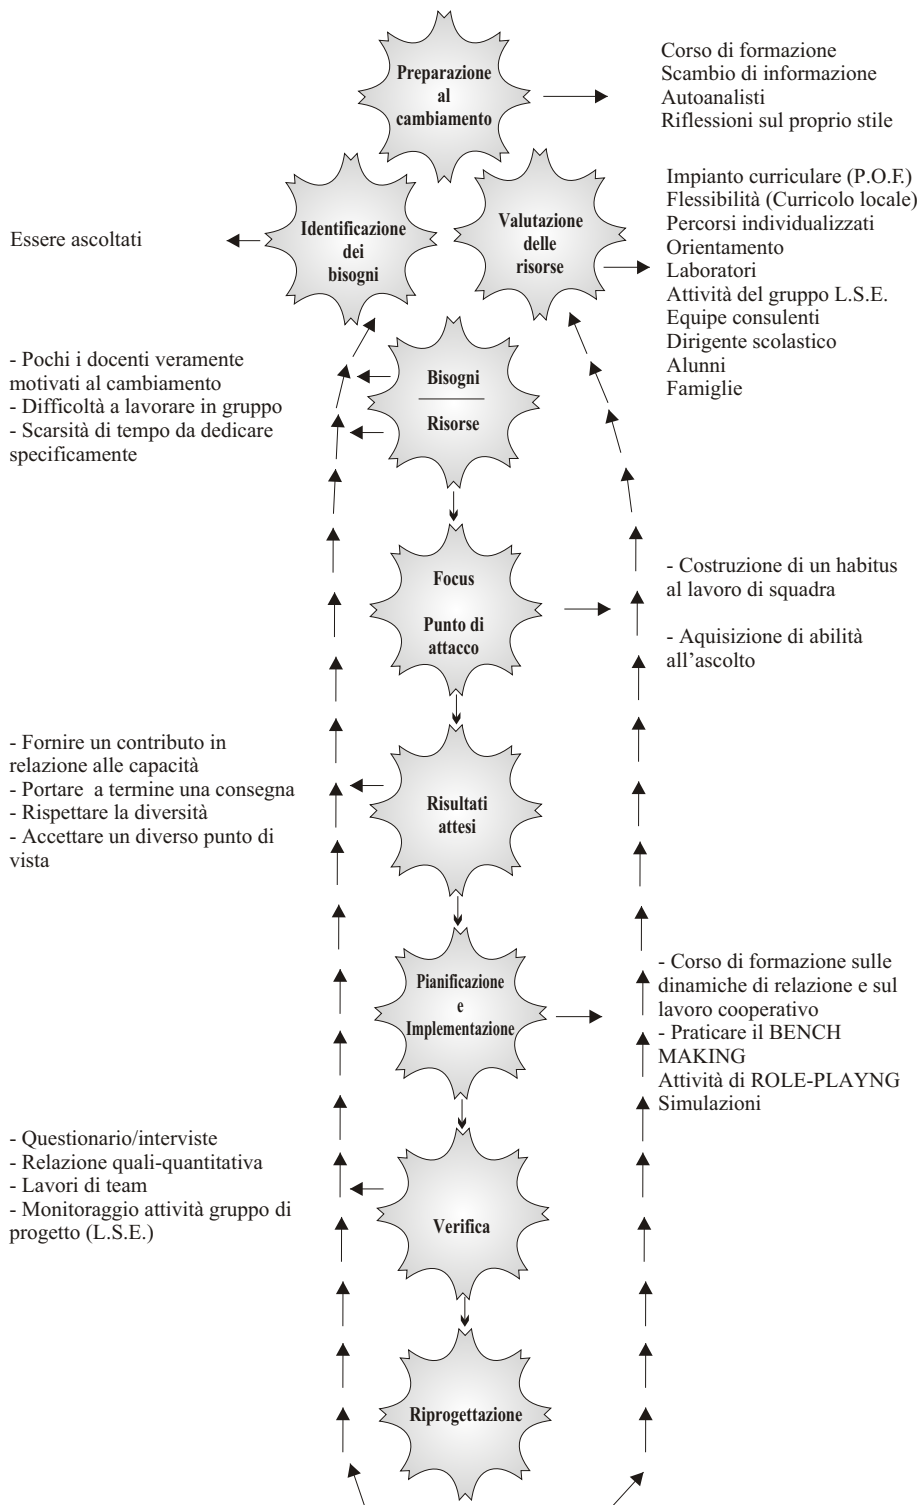 Preparazione
al
cambiamento
Corso di formazione
Scambio di informazione
Autoanalisti
Riflessioni sul proprio stile
Identificazione
dei
bisogni
Essere ascoltati
Valutazione
delle
risorse
Impianto curriculare (P.O.F.)
Flessibilità (Curricolo locale)
Percorsi individualizzati
Orientamento
Laboratori
Attività del gruppo L.S.E.
Equipe consulenti
Dirigente scolastico
Alunni
Famiglie
Bisogni
Risorse
- Pochi i docenti veramente
motivati al cambiamento
- Difficoltà a lavorare in gruppo
- Scarsità di tempo da dedicare
specificamente
Focus
Punto di
attacco
- Costruzione di un habitus
al lavoro di squadra
- Aquisizione di abilità
all'ascolto
Risultati
attesi
- Fornire un contributo in
relazione alle capacità
- Portare a termine una consegna
- Rispettare la diversità
- Accettare un diverso punto di
vista
Pianificazione
e
Implementazione
- Corso di formazione sulle
dinamiche di relazione e sul
lavoro cooperativo
- Praticare il BENCH
MAKING
Attività di ROLE-PLAYNG
Simulazioni
Verifica
- Questionario/interviste
- Relazione quali-quantitativa
- Lavori di team
- Monitoraggio attività gruppo di
progetto (L.S.E.)
Riprogettazione